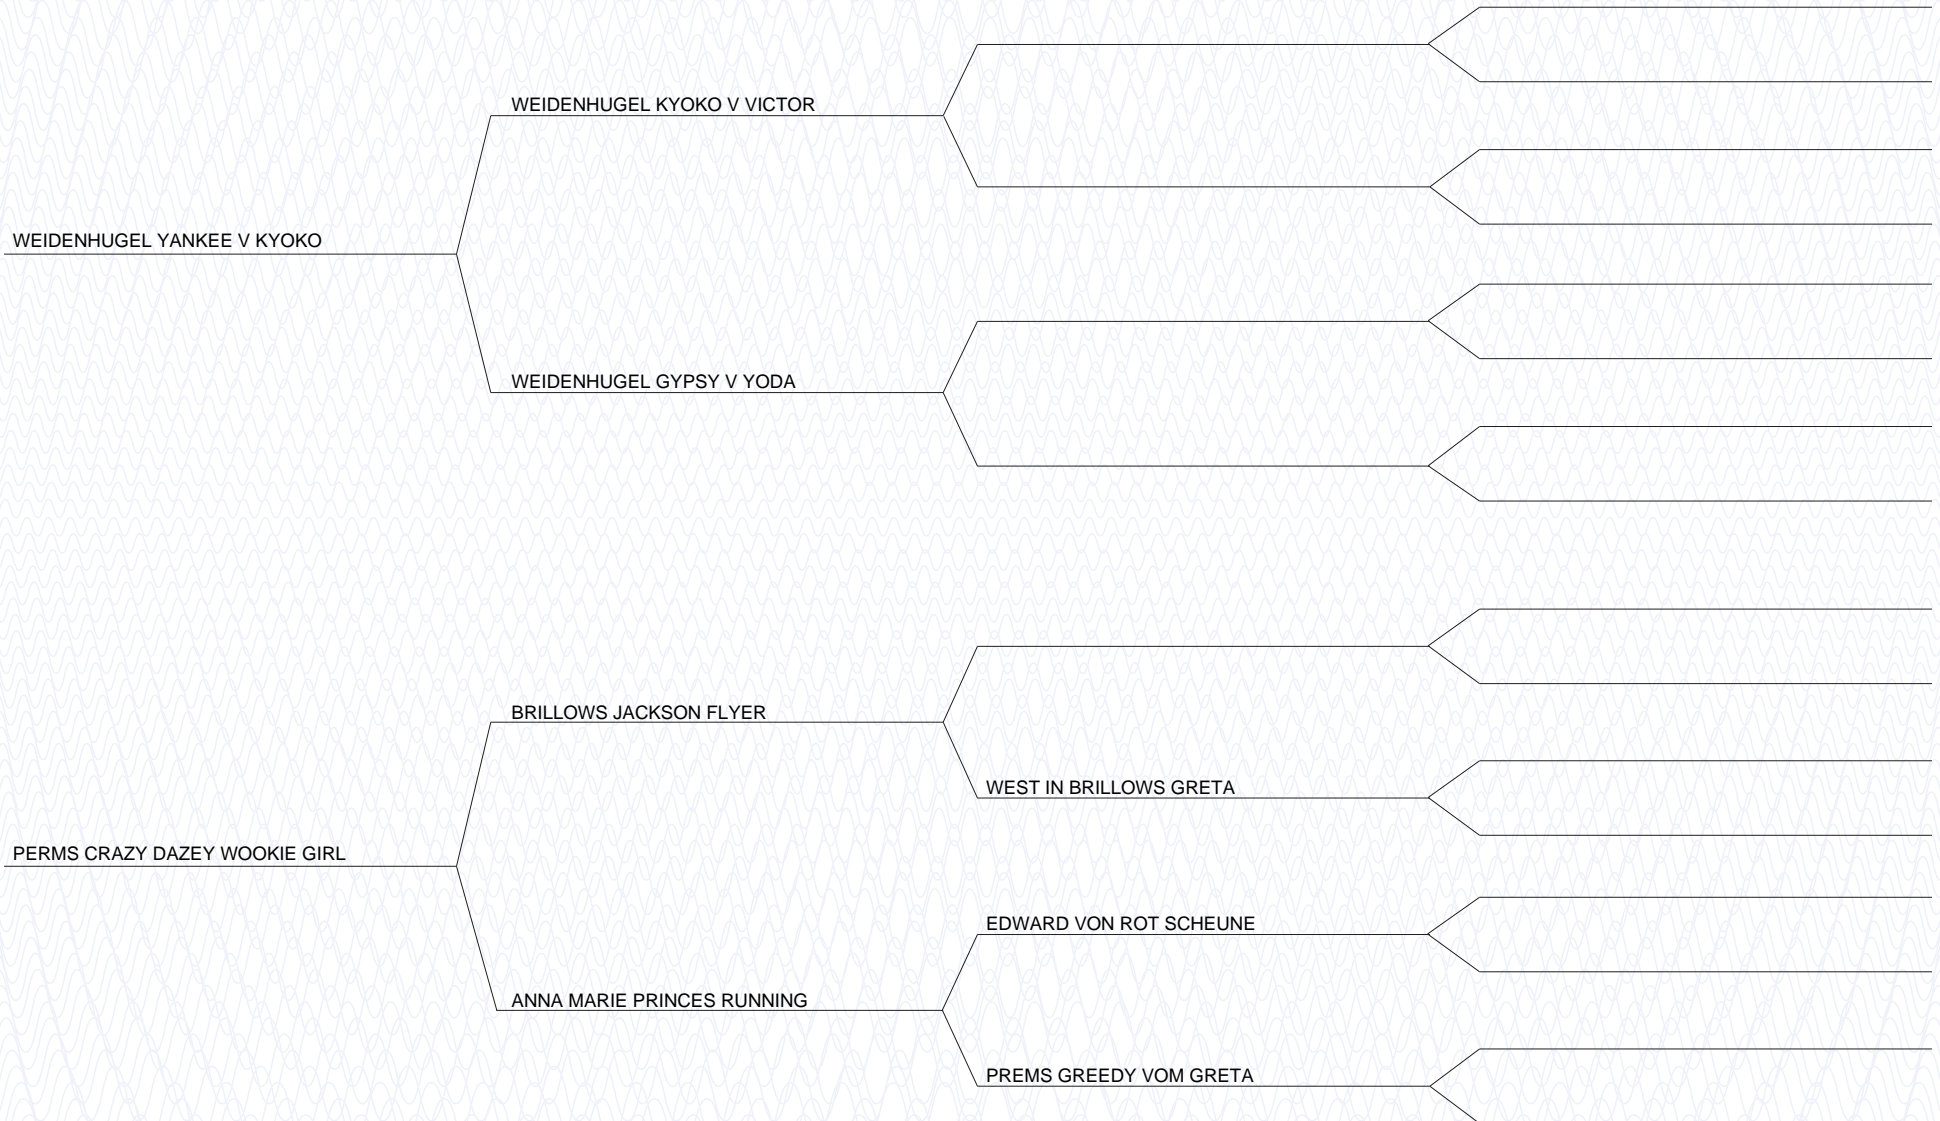 WEIDENHUGEL KYOKO V VICTOR
WEIDENHUGEL YANKEE V KYOKO
WEIDENHUGEL GYPSY V YODA
BRILLOWS JACKSON FLYER
WEST IN BRILLOWS GRETA
PERMS CRAZY DAZEY WOOKIE GIRL
EDWARD VON ROT SCHEUNE
ANNA MARIE PRINCES RUNNING
PREMS GREEDY VOM GRETA